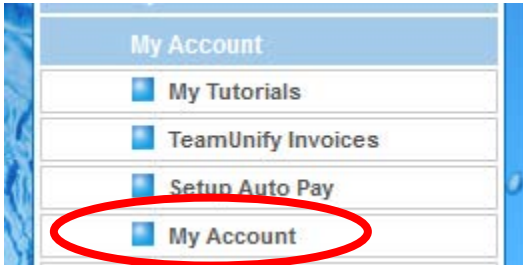 My Account
My Tutorials
TeamUnify Invoices
Setup Auto Pay
My Account